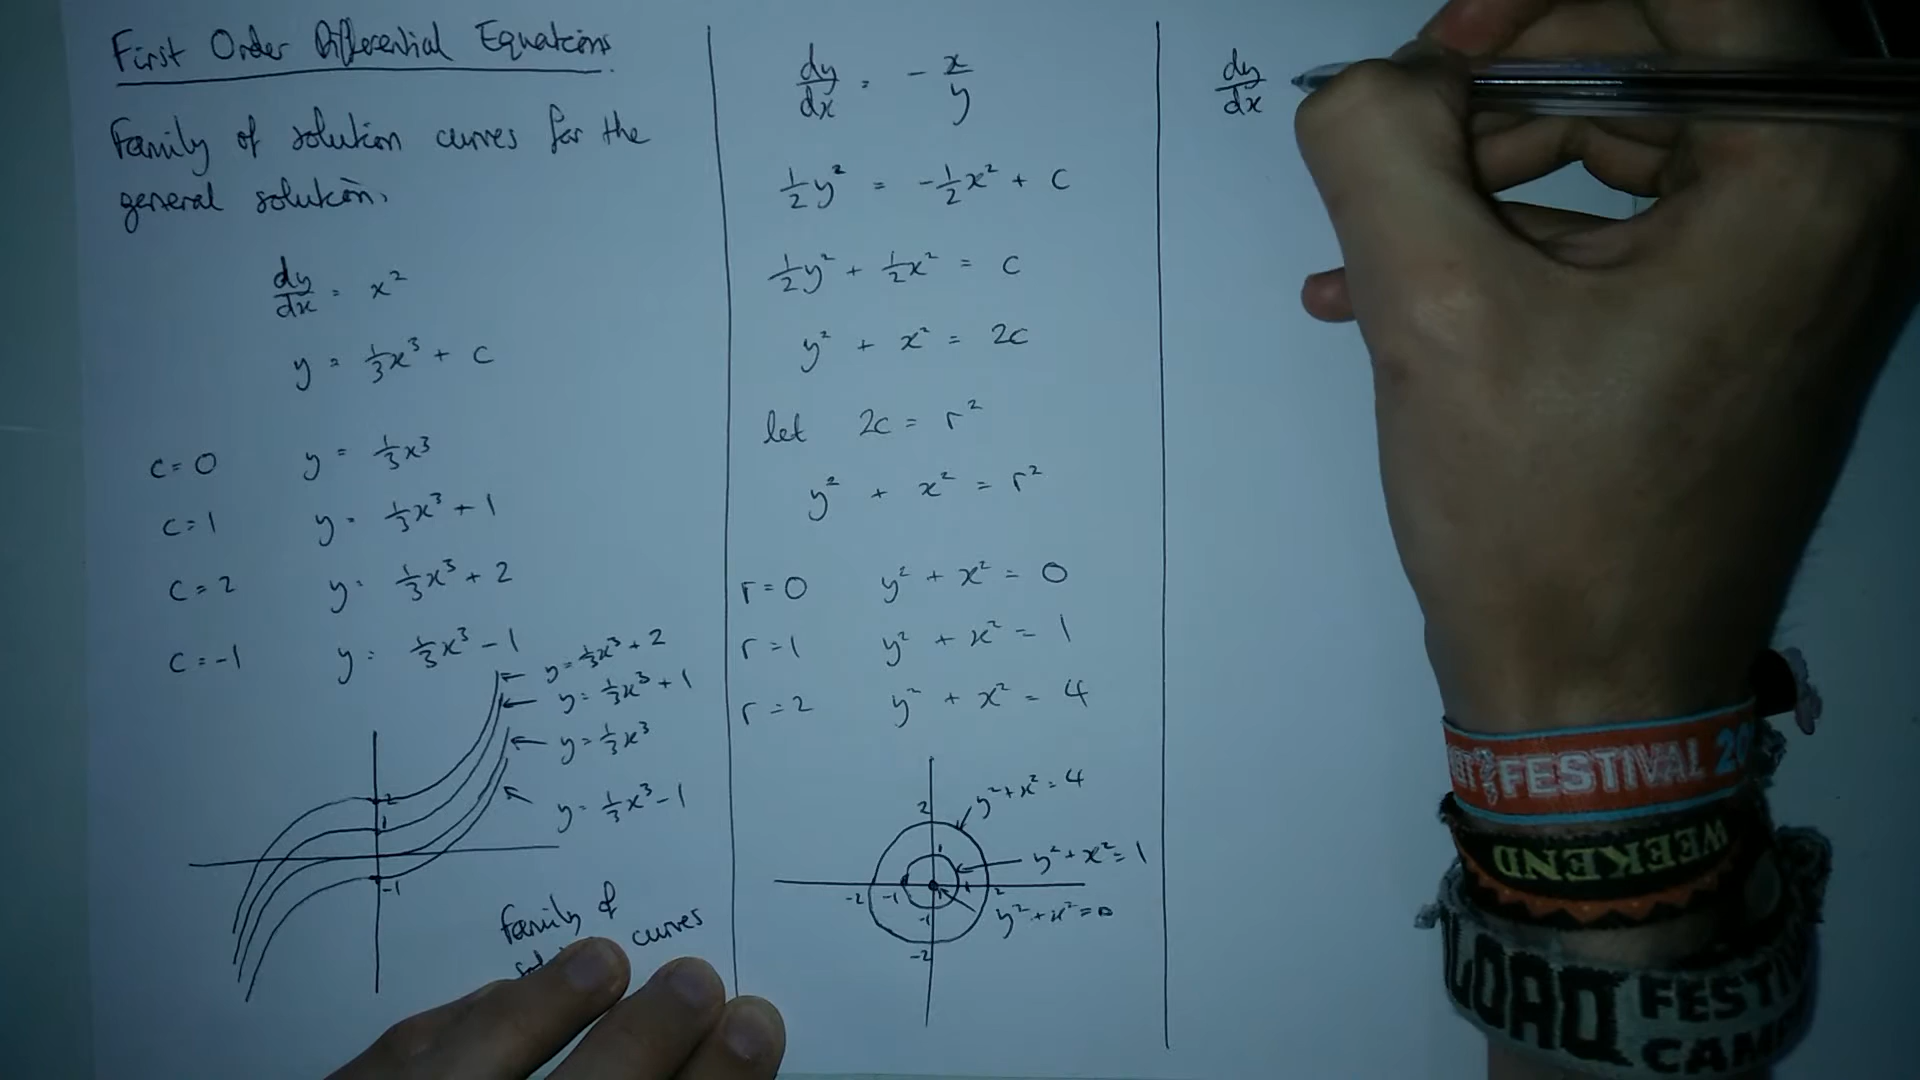 First Order Differential Equations.
Family of solution curves for the
general solution.
dy/dx = x²
y = 1/3x³ + c
c=0 y = 1/3x³
c=1 y = 1/3x³ + 1
c=2 y = 1/3x³ + 2
c=-1 y = 1/3x³ - 1
y = 1/3x³ + 2
y = 1/3x³ + 1
y = 1/3x³
y = 1/3x³ - 1
2
1
-1
Family of
curves
dy/dx = - x/y
1/2y² = -1/2x² + c
1/2y² + 1/2x² = c
y² + x² = 2c
let 2c = r²
y² + x² = r²
r=0 y² + x² = 0
r=1 y² + x² = 1
r=2 y² + x² = 4
y²+x²=4
2
1
y²+x²=1
-2 -1 1 2
y²+x²=0
-1
-2
dy/dx
FESTIVAL 20
WEEKEND
FEST